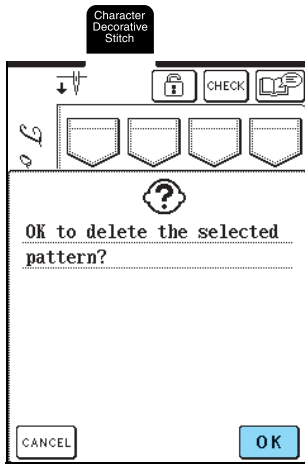 Character
Decorative
Stitch
CHECK
OK to delete the selected
pattern?
CANCEL
OK